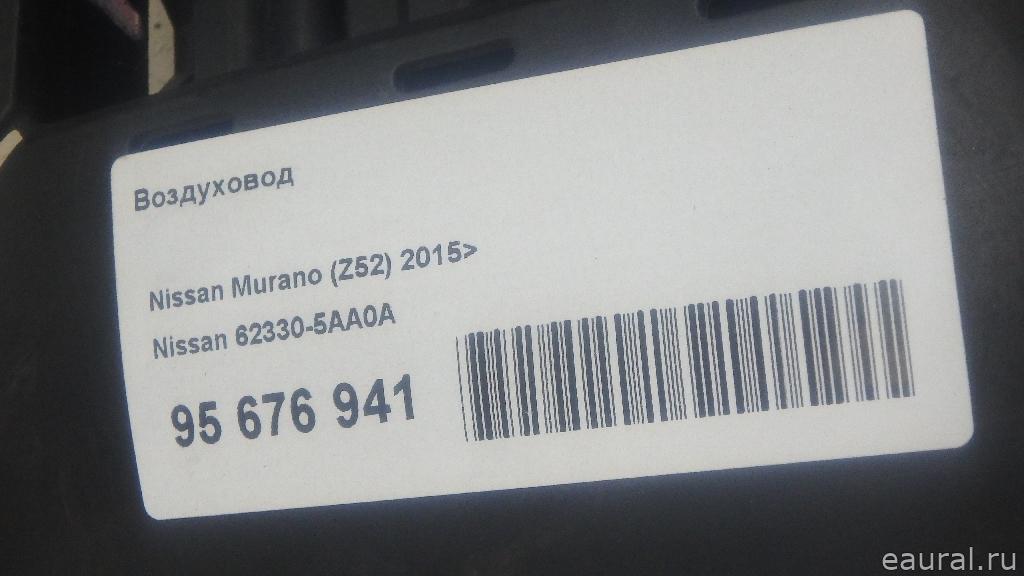 Воздуховод
Nissan Murano (Z52) 2015>
Nissan 62330-5AA0A
95 676 941
eaural.ru